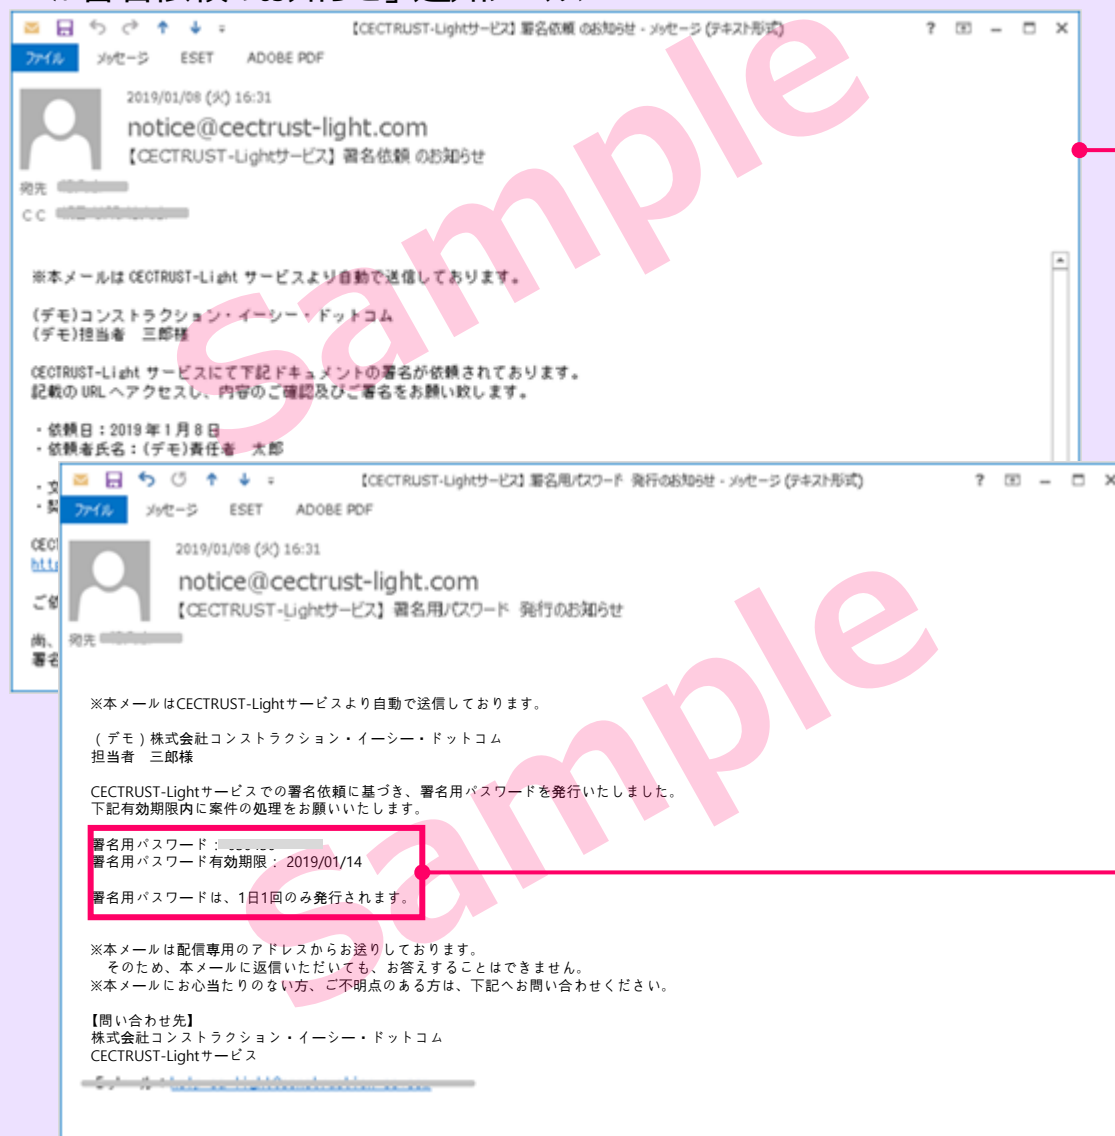 【CECTRUST-Lightサービス】署名依頼 のお知らせ - メッセージ (テキスト形式)
ファイル メッセージ ESET ADOBE PDF
2019/01/08 (火) 16:31
notice@cectrust-light.com
【CECTRUST-Lightサービス】署名依頼 のお知らせ
宛先
CC
※本メールは CECTRUST-Light サービスより自動で送信しております。
(デモ)コンストラクション・イーシー・ドットコム
(デモ)担当者 三郎様
CECTRUST-Light サービスにて下記ドキュメントの署名が依頼されております。
記載の URL へアクセスし、内容のご確認及びご署名をお願い致します。
・依頼日：2019 年 1 月 8 日
・依頼者氏名：(デモ)責任者 太郎
・文
・契
CEC
http
ご依
尚、
署名
Sample
【CECTRUST-Lightサービス】署名用パスワード 発行のお知らせ - メッセージ (テキスト形式)
ファイル メッセージ ESET ADOBE PDF
2019/01/08 (火) 16:31
notice@cectrust-light.com
【CECTRUST-Lightサービス】署名用パスワード 発行のお知らせ
宛先
※本メールはCECTRUST-Lightサービスより自動で送信しております。
（デモ）株式会社コンストラクション・イーシー・ドットコム
担当者 三郎様
CECTRUST-Lightサービスでの署名依頼に基づき、署名用パスワードを発行いたしました。
下記有効期限内に案件の処理をお願いいたします。
署名用パスワード：
署名用パスワード有効期限： 2019/01/14
署名用パスワードは、1日1回のみ発行されます。
※本メールは配信専用のアドレスからお送りしております。
そのため、本メールに返信いただいても、お答えすることはできません。
※本メールにお心当たりのない方、ご不明点のある方は、下記へお問い合わせください。
【問い合わせ先】
株式会社コンストラクション・イーシー・ドットコム
CECTRUST-Lightサービス
Sample